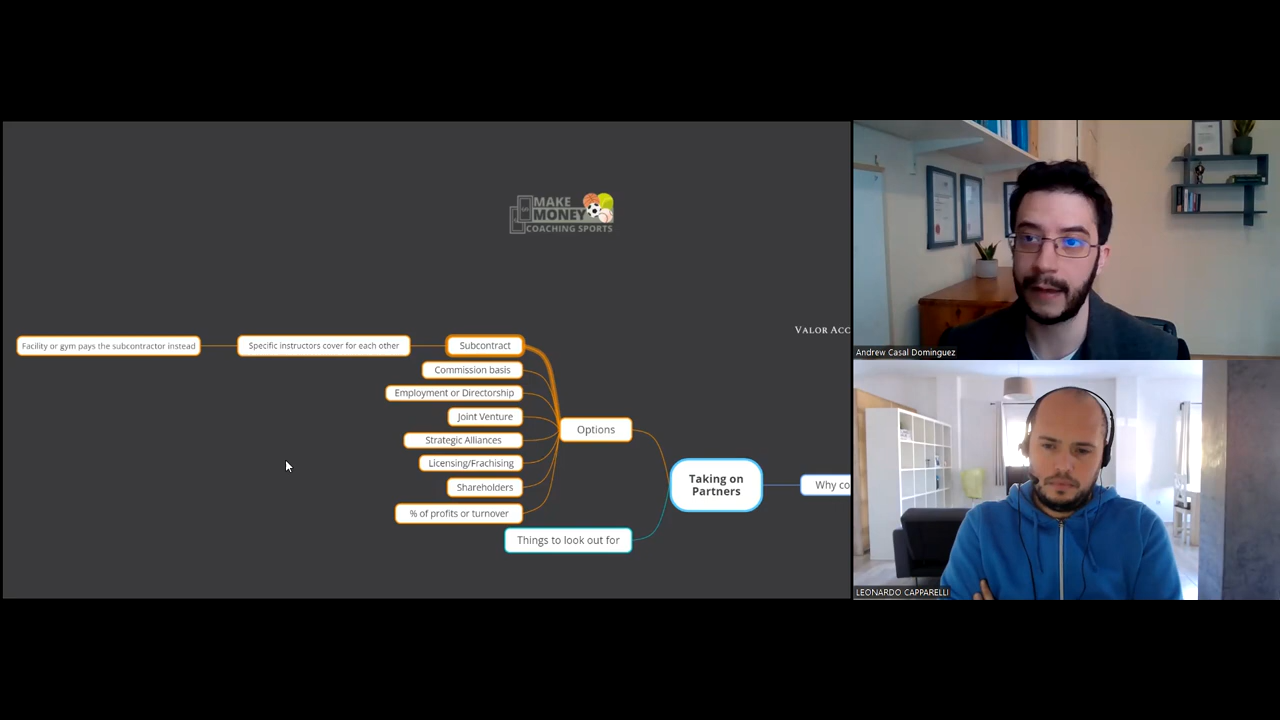 MAKE
MONEY
COACHING SPORTS
VALOR ACC
Facility or gym pays the subcontractor instead
Specific instructors cover for each other
Subcontract
Commission basis
Employment or Directorship
Joint Venture
Strategic Alliances
Licensing/Frachising
Shareholders
% of profits or turnover
Options
Things to look out for
Taking on
Partners
Why co
Andrew Casal Dominguez
LEONARDO CAPPARELLI